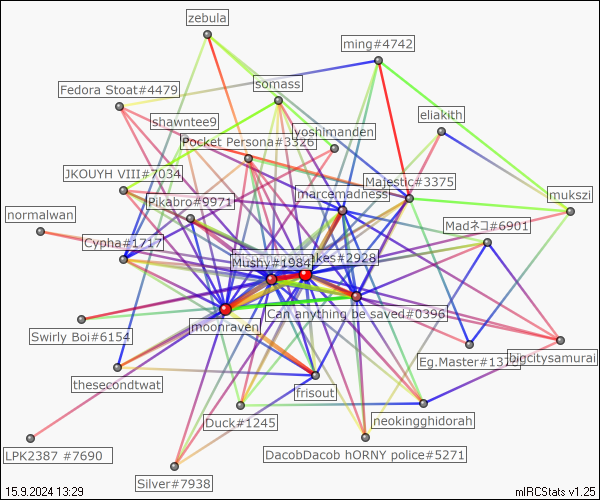 zebula
ming#4742
Fedora Stoat#4479
somass
eliakith
shawntee9
yoshimanden
Pocket Persona#3326
JKOUYH VIII#7034
Majestic#3375
marcemadness
mukszi
Pikabro#9971
normalwan
Madネコ#6901
Cypha#1717
Mushy#1984
akes#2928
Can anything be saved#0396
moonraven
Swirly Boi#6154
Eg.Master#131
bigcitysamurai
thesecondtwat
frisout
Duck#1245
neokingghidorah
LPK2387 #7690
DacobDacob hORNY police#5271
Silver#7938
15.9.2024 13:29
mIRCStats v1.25